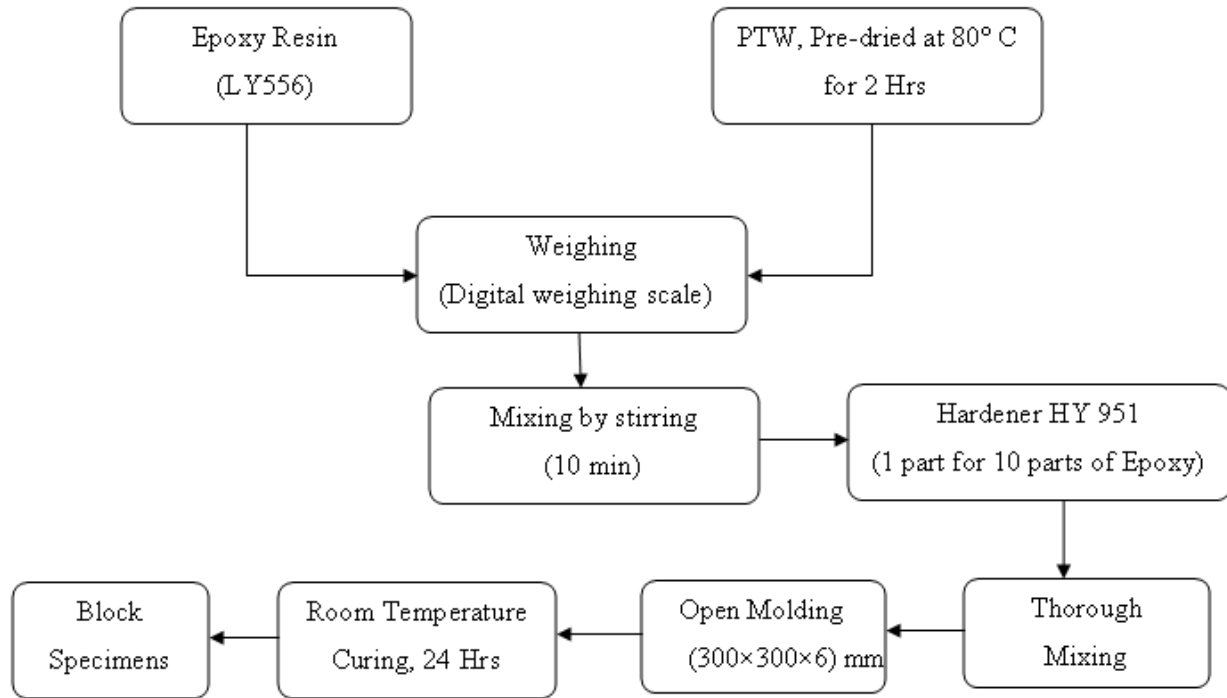 Epoxy Resin
(LY556)
PTW, Pre-dried at 80° C
for 2 Hrs
Weighing
(Digital weighing scale)
Mixing by stirring
(10 min)
Hardener HY 951
(1 part for 10 parts of Epoxy)
Thorough
Mixing
Open Molding
(300×300×6) mm
Room Temperature
Curing, 24 Hrs
Block
Specimens